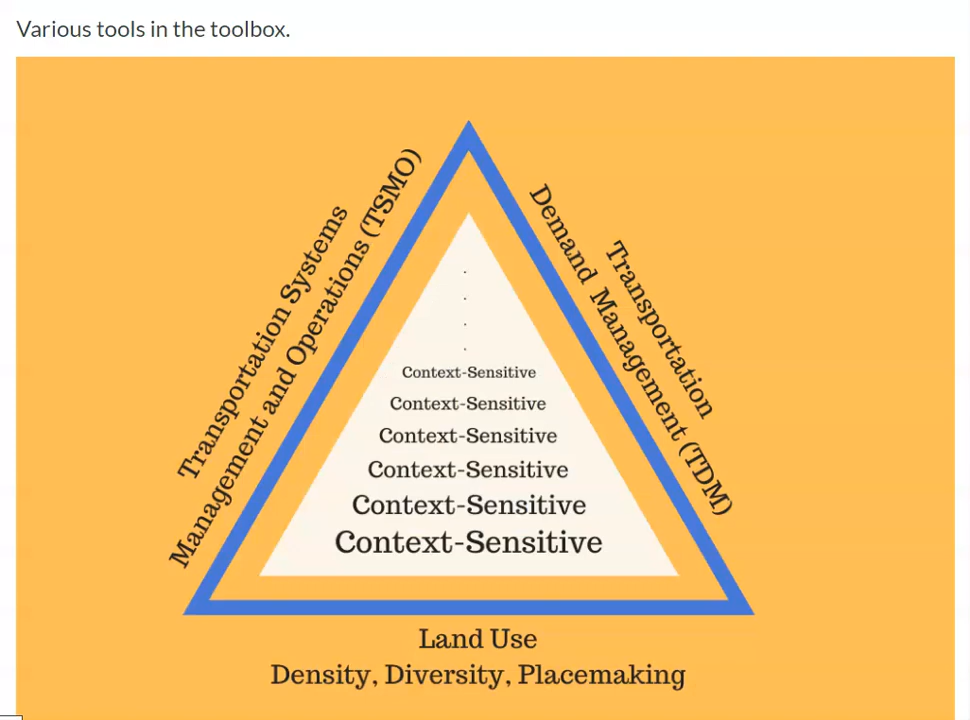 Various tools in the toolbox.
Transportation Systems
Management and Operations (TSMO)
Transportation
Demand Management (TDM)
.
.
.
.
Context-Sensitive
Context-Sensitive
Context-Sensitive
Context-Sensitive
Context-Sensitive
Context-Sensitive
Land Use
Density, Diversity, Placemaking